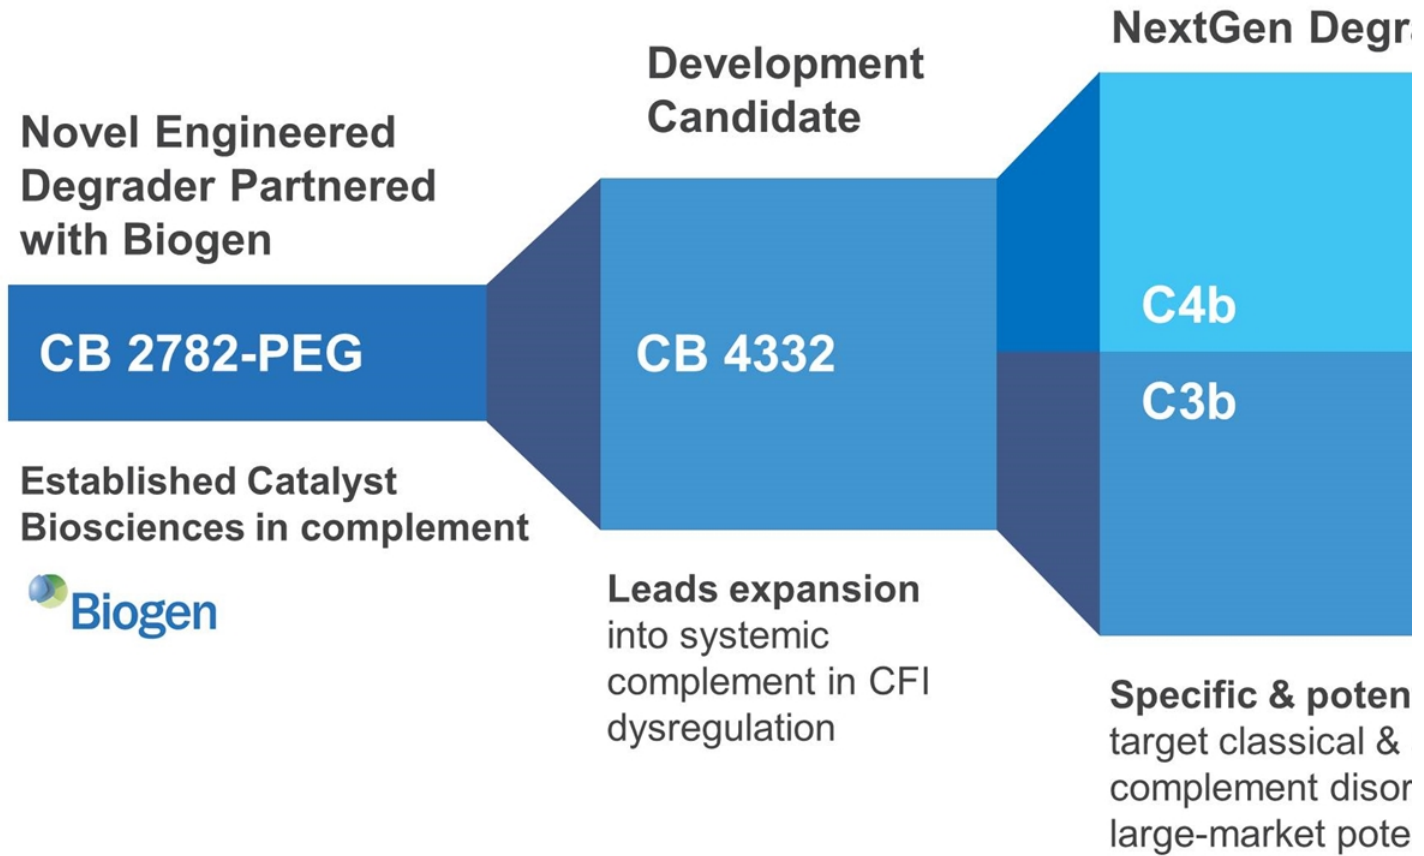 Novel Engineered
Degrader Partnered
with Biogen
CB 2782-PEG
Established Catalyst
Biosciences in complement
Biogen
Development
Candidate
CB 4332
Leads expansion
into systemic
complement in CFI
dysregulation
NextGen
C4b
C3b
Specific &
target classical &
complement
large-market